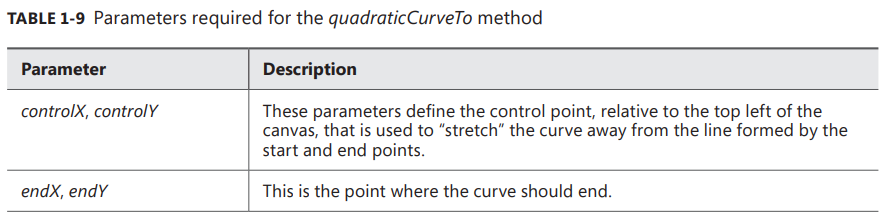 TABLE 1-9 Parameters required for the quadraticCurveTo method
Parameter Description
controlX, controlY These parameters define the control point, relative to the top left of the
canvas, that is used to “stretch” the curve away from the line formed by the
start and end points.
endX, endY This is the point where the curve should end.